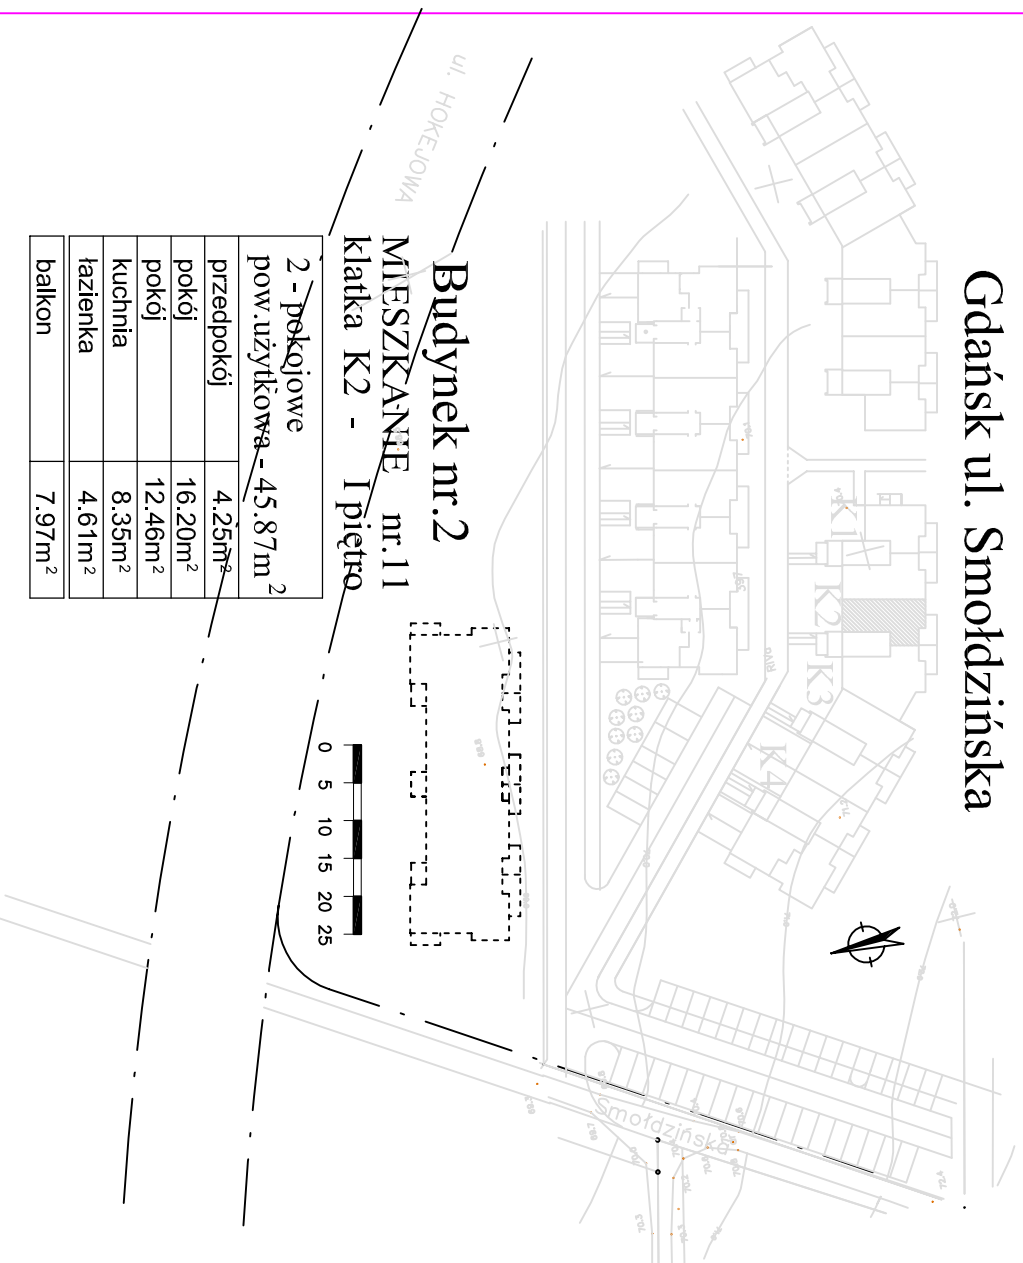 Gdańsk ul. Smołdzińska
K1
K2
K3
K4
ul. HOKEJOWA
Budynek nr.2
MIESZKANIE nr.11
klatka K2 - I piętro
2 - pokojowe
pow.użytkowa - 45.87m²
przedpokój 4.25m²
pokój 16.20m²
pokój 12.46m²
kuchnia 8.35m²
łazienka 4.61m²
balkon 7.97m²
0 5 10 15 20 25
Smołdzińska